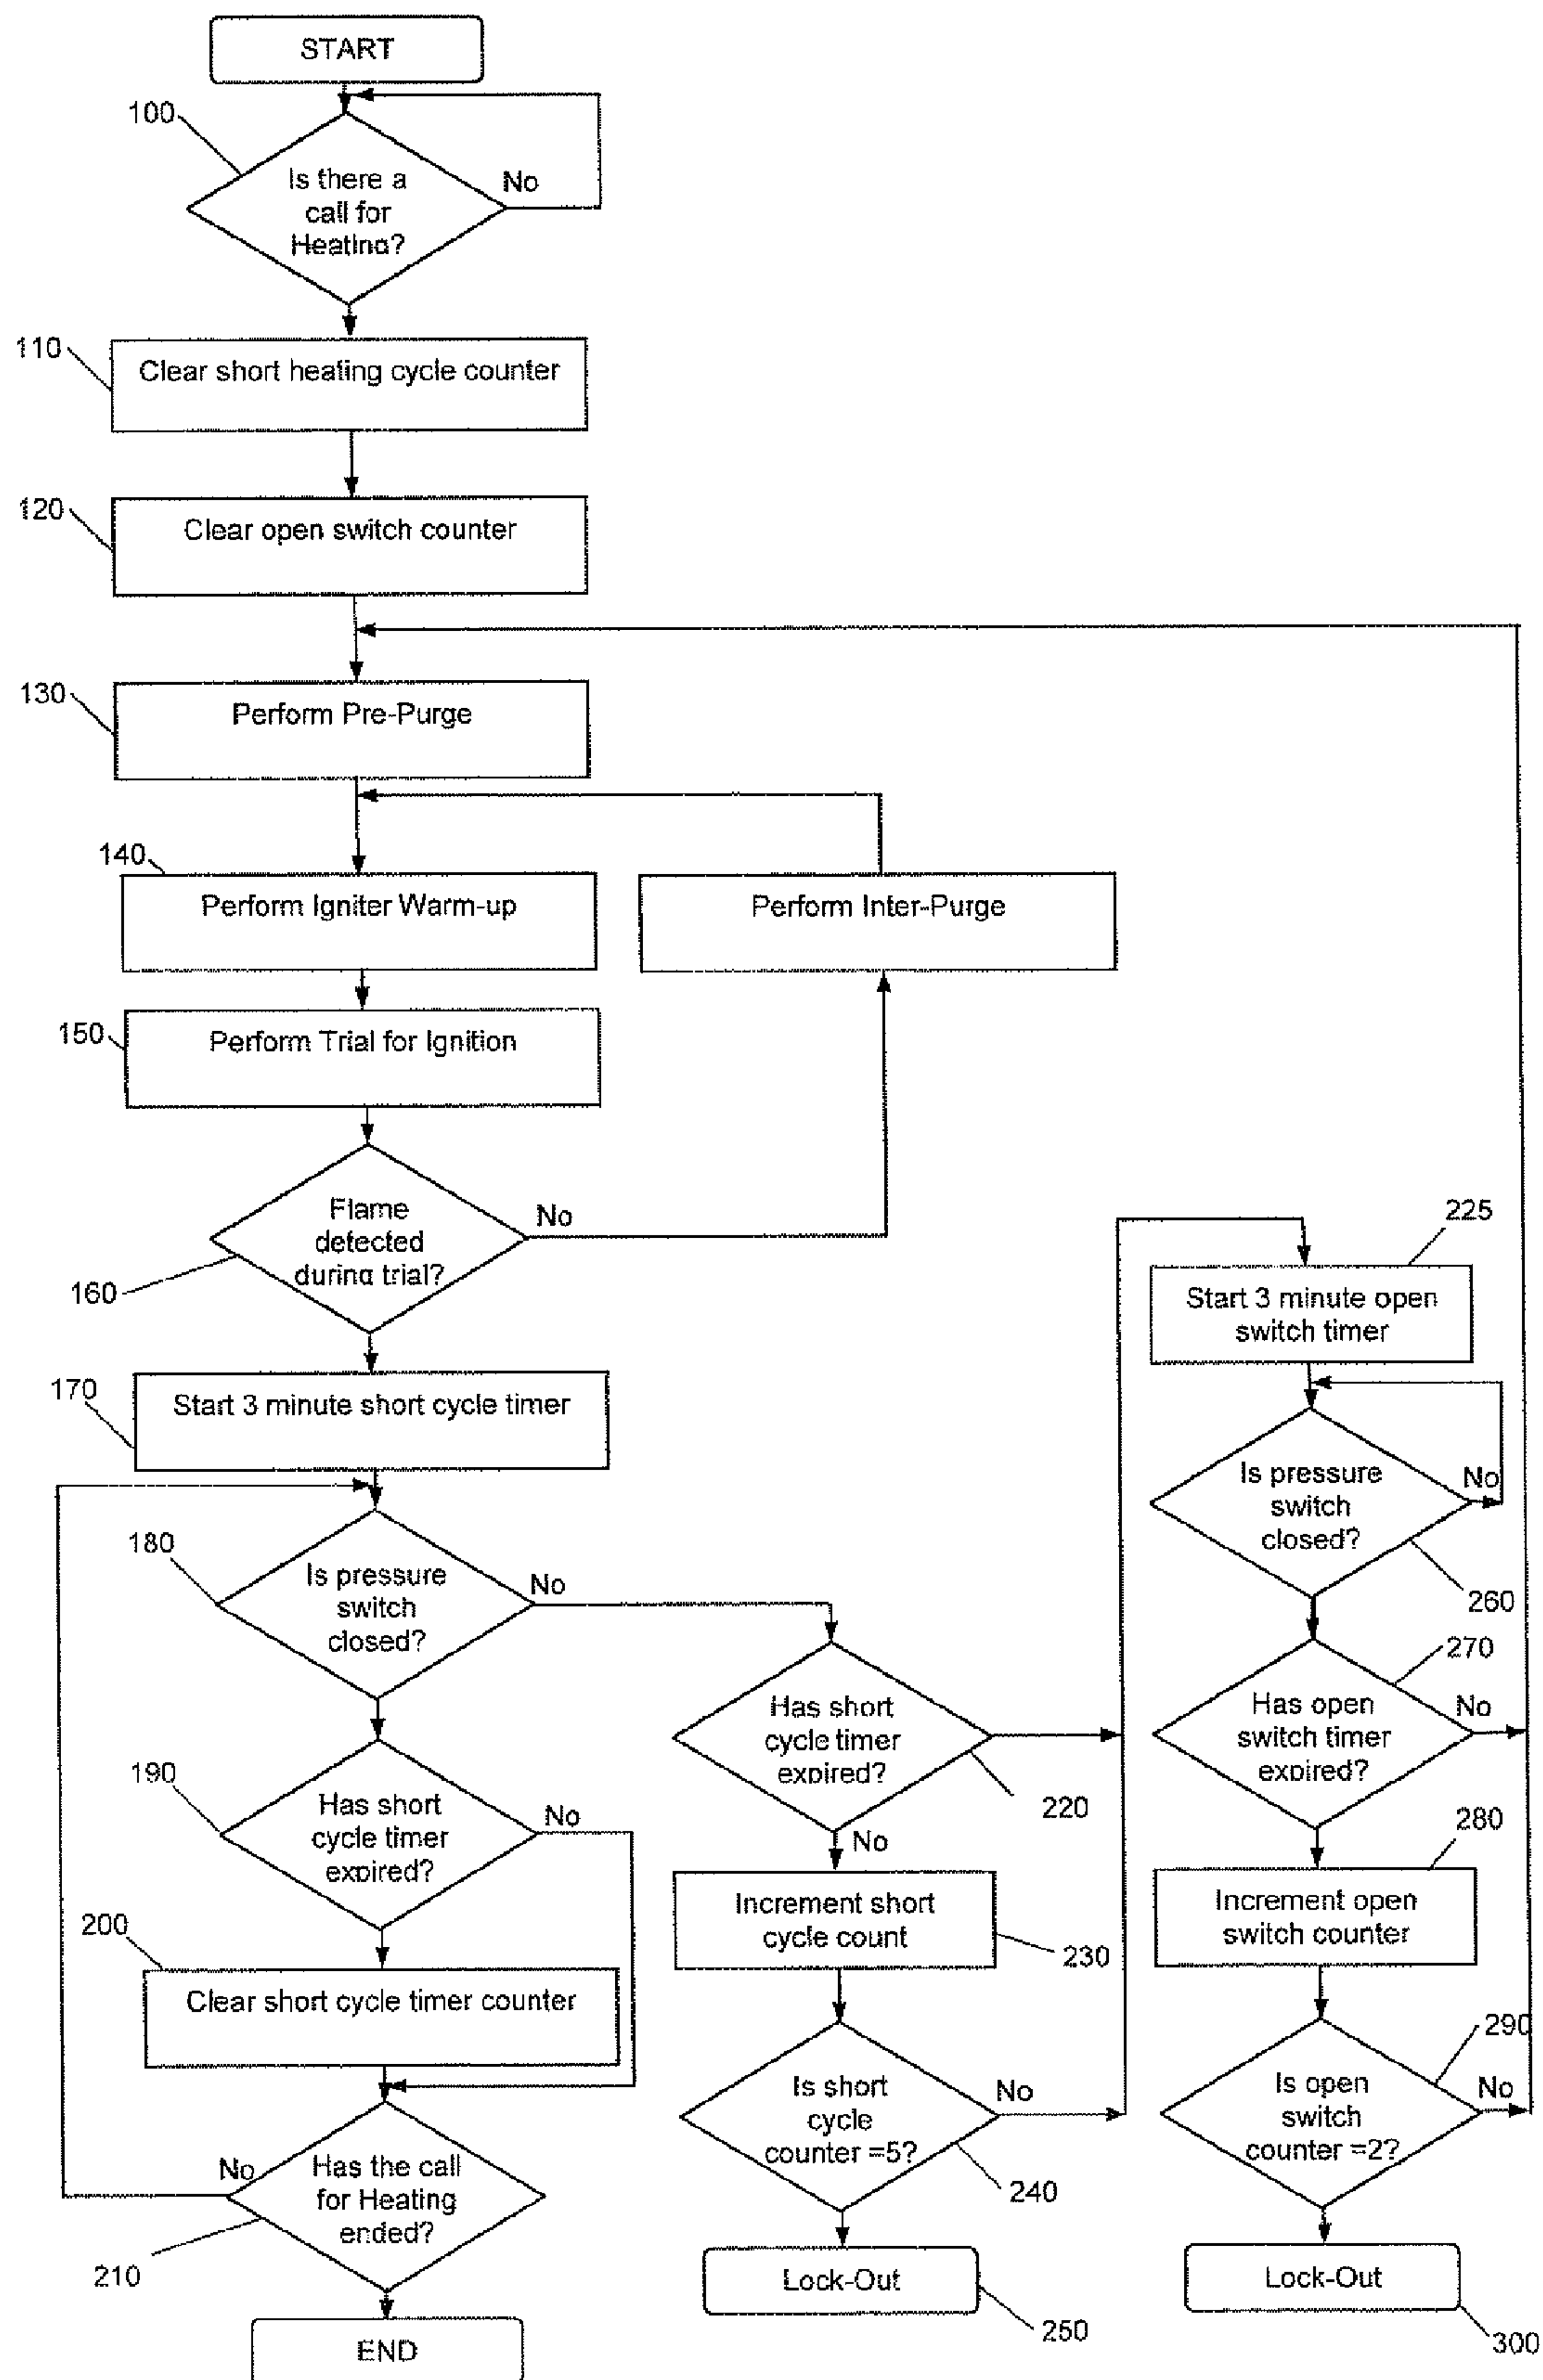 START
100
Is there a
call for
Heating?
No
110
Clear short heating cycle counter
120
Clear open switch counter
130
Perform Pre-Purge
140
Perform Igniter Warm-up
Perform Inter-Purge
150
Perform Trial for Ignition
Flame
detected
during trial?
No
160
225
Start 3 minute open
switch timer
170
Start 3 minute short cycle timer
Is pressure
switch
closed?
No
260
180
Is pressure
switch
closed?
No
270
Has open
switch timer
expired?
No
Has short
cycle timer
expired?
220
No
190
Has short
cycle timer
expired?
No
280
Increment open
switch counter
Increment short
cycle count
230
200
Clear short cycle timer counter
290
Is open
switch
counter =2?
No
Is short
cycle
counter =5?
No
240
No
Has the call
for Heating
ended?
210
Lock-Out
250
Lock-Out
300
END